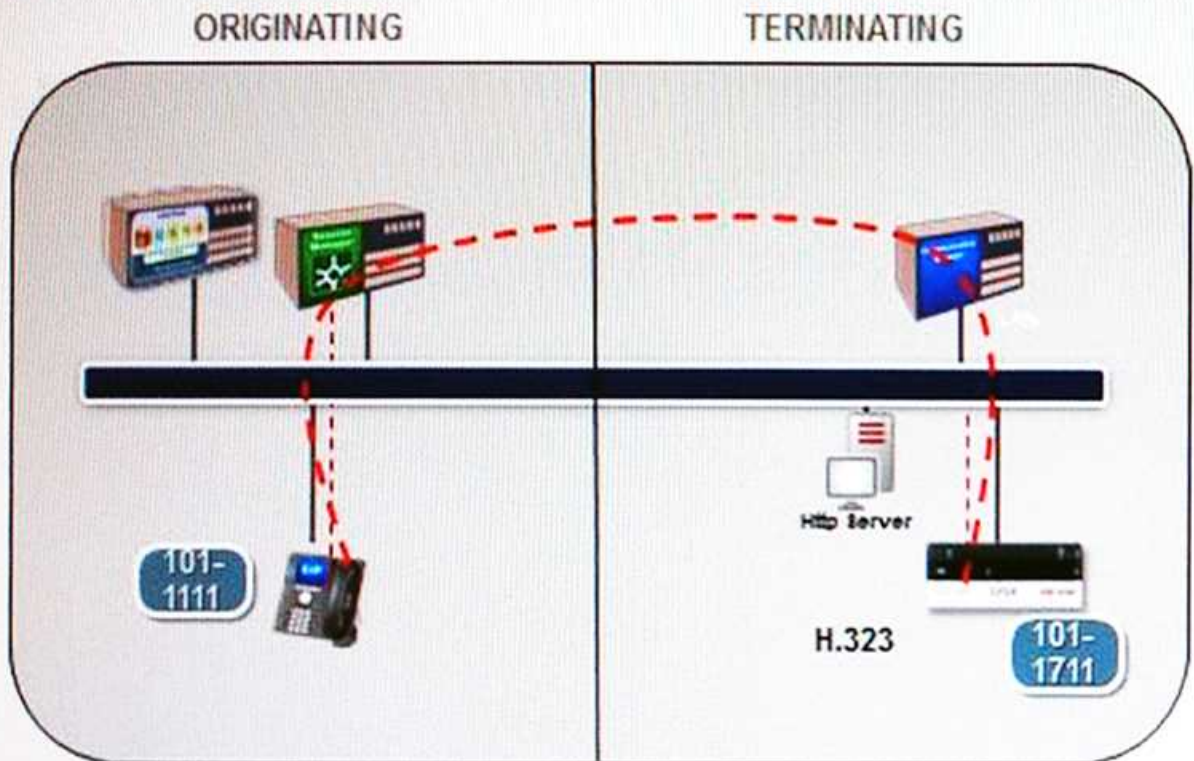 ORIGINATING
TERMINATING
101-
1111
Http Server
H.323
101-
1711